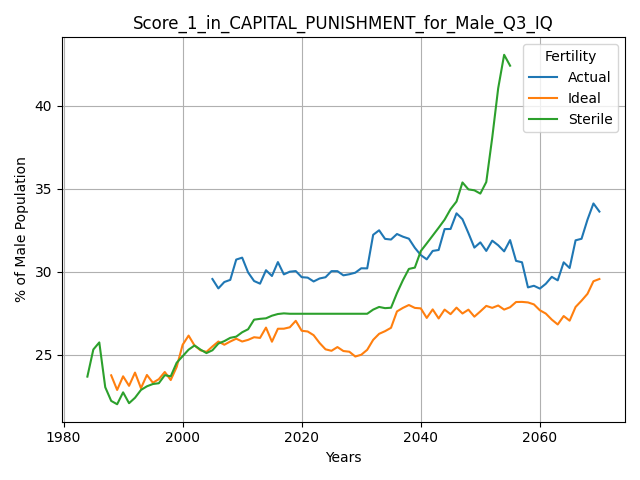 Score_1_in_CAPITAL_PUNISHMENT_for_Male_Q3_IQ
Fertility
Actual
Ideal
Sterile
% of Male Population
40
35
30
25
1980
2000
2020
2040
2060
Years